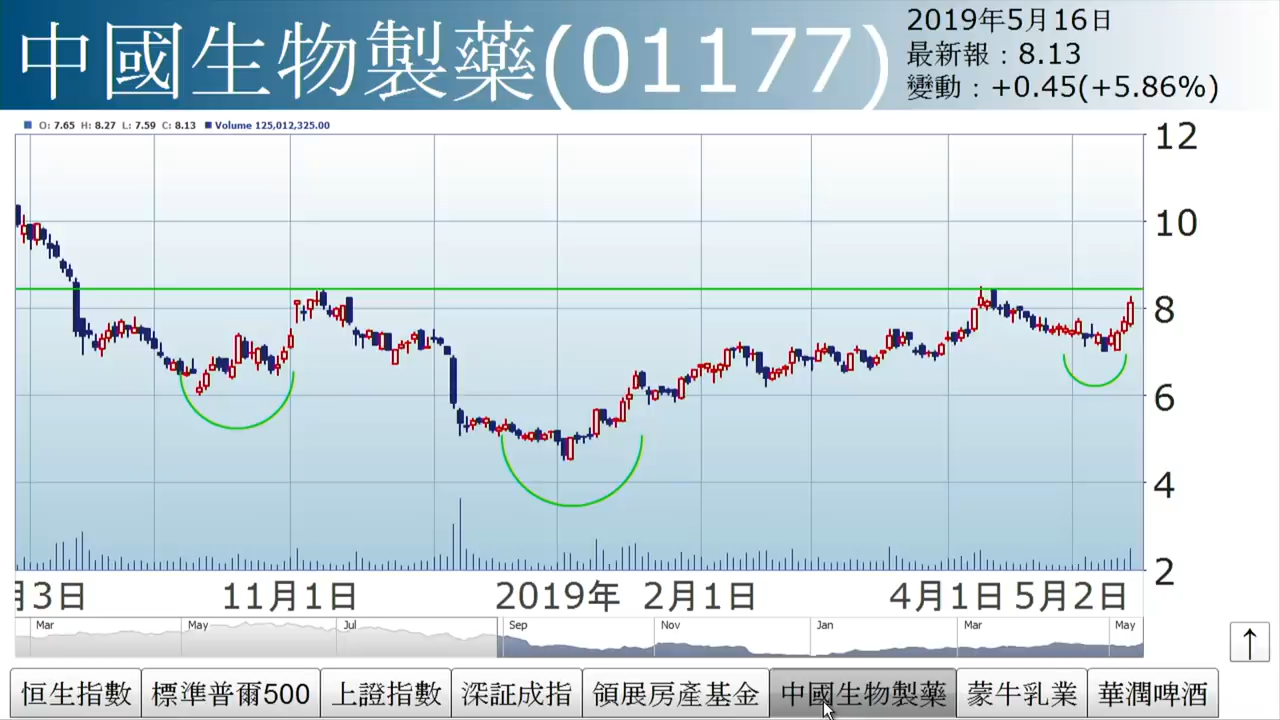 中國生物製藥(01177)
2019年5月16日
最新報：8.13
變動：+0.45(+5.86%)
O: 7.65 H: 8.27 L: 7.59 C: 8.13 Volume 125,012,325.00
12
10
8
6
4
2
月3日 11月1日 2019年 2月1日 4月1日 5月2日
Mar May Jul Sep Nov Jan Mar May
↑
恒生指數 標準普爾500 上證指數 深証成指 領展房產基金 中國生物製藥 蒙牛乳業 華潤啤酒